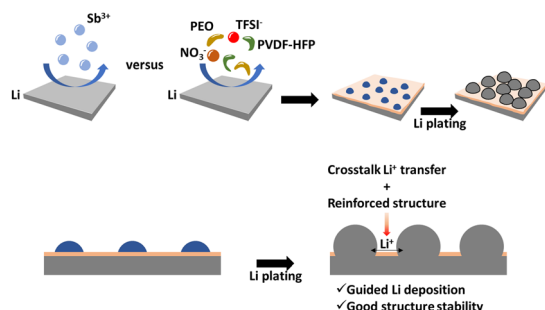 Sb³⁺
Li
versus
PEO
TFSI⁻
PVDF-HFP
NO₃⁻
Li
Li plating
Crosstalk Li⁺ transfer
+
Reinforced structure
Li⁺
Li plating
✓Guided Li deposition
✓Good structure stability